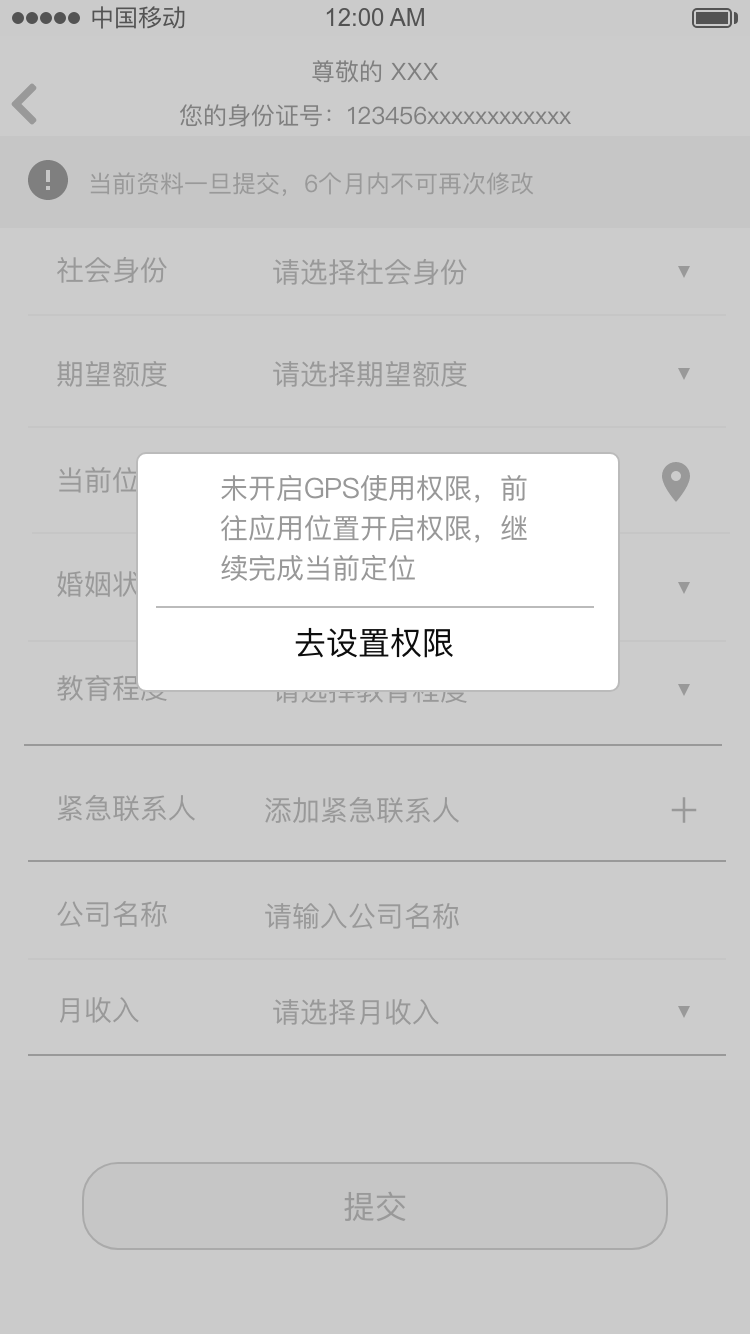 中国移动 12:00 AM
尊敬的 XXX
您的身份证号：123456xxxxxxxxxxxx
当前资料一旦提交，6个月内不可再次修改
社会身份 请选择社会身份
期望额度 请选择期望额度
当前位
未开启GPS使用权限，前
往应用位置开启权限，继
续完成当前定位
婚姻状
去设置权限
教育程度 请选择教育程度
紧急联系人 添加紧急联系人
公司名称 请输入公司名称
月收入 请选择月收入
提交